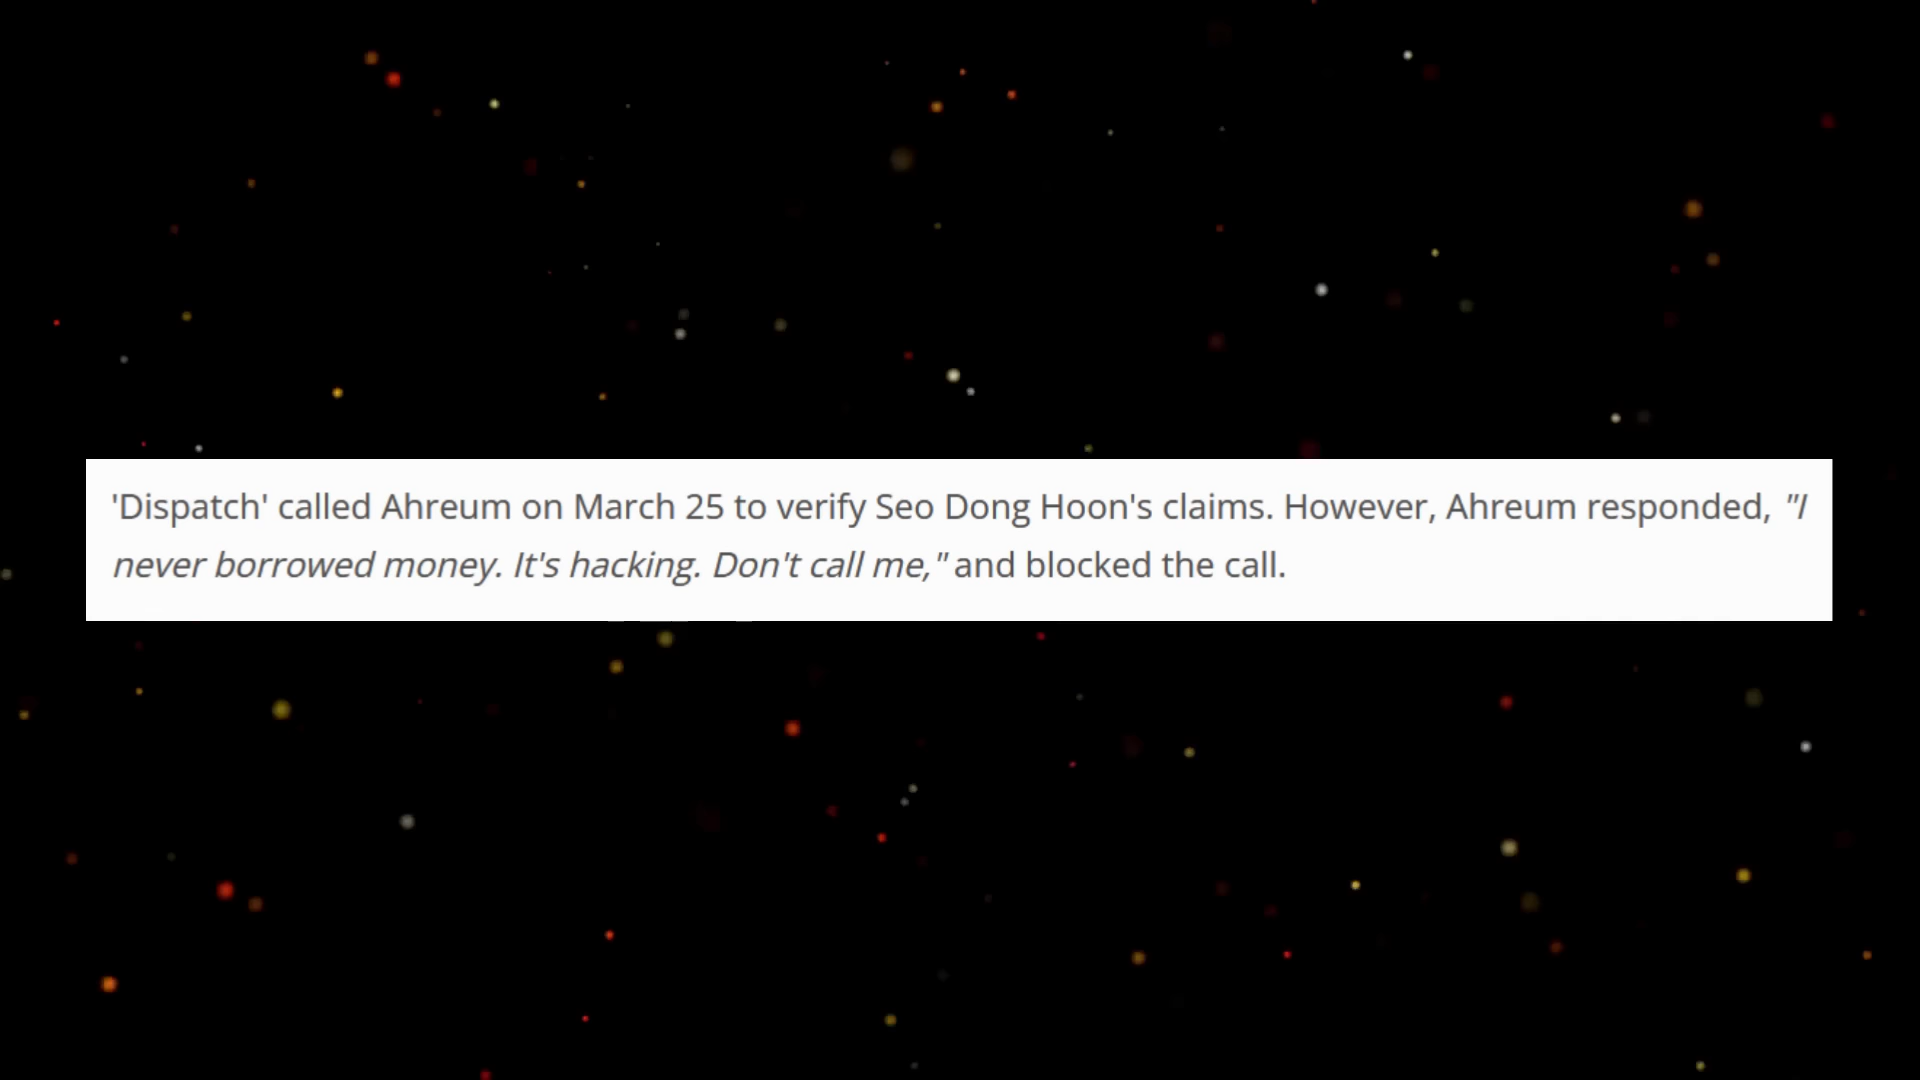 'Dispatch' called Ahreum on March 25 to verify Seo Dong Hoon's claims. However, Ahreum responded, "I
never borrowed money. It's hacking. Don't call me," and blocked the call.